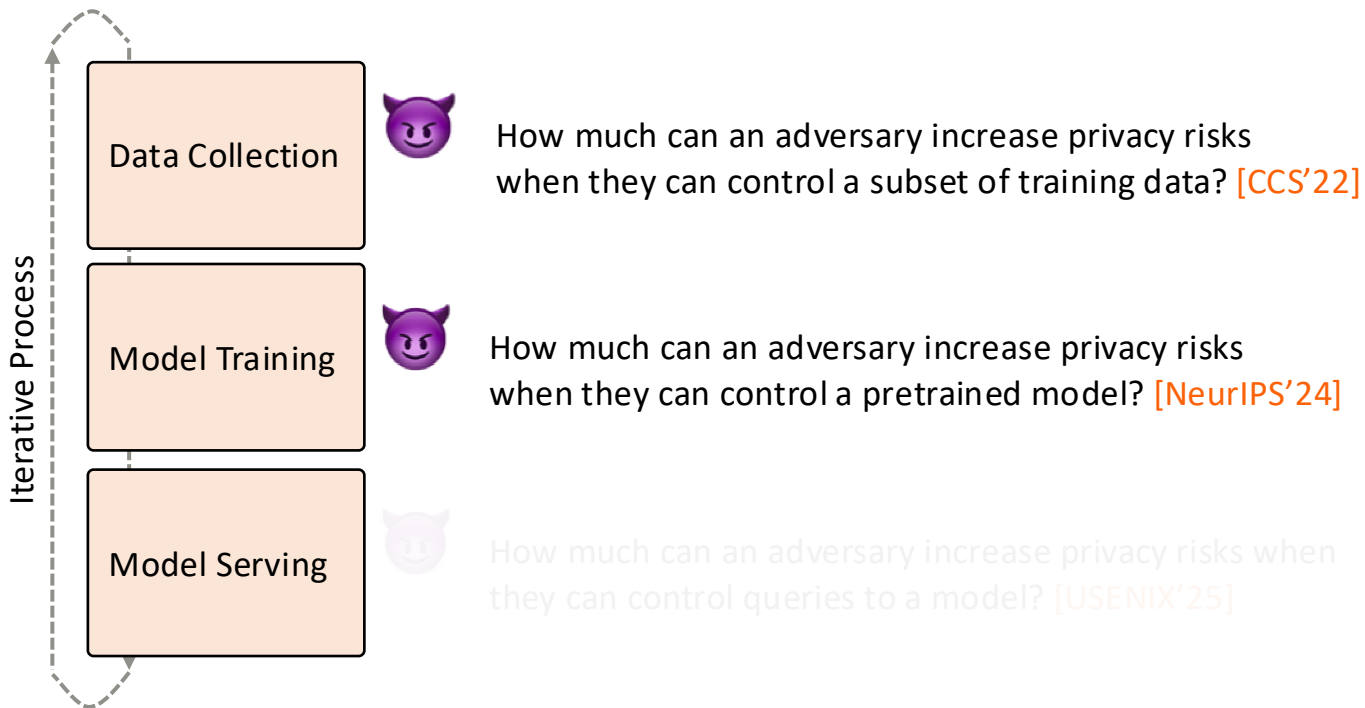 Iterative Process
Data Collection
How much can an adversary increase privacy risks
when they can control a subset of training data? [CCS’22]
Model Training
How much can an adversary increase privacy risks
when they can control a pretrained model? [NeurIPS’24]
Model Serving
How much can an adversary increase privacy risks when
they can control queries to a model? [USENIX’25]